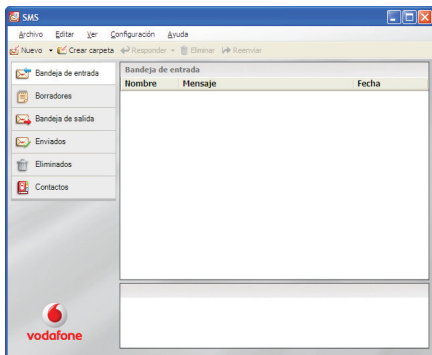 SMS
Archivo Editar Ver Configuración Ayuda
Nuevo Crear carpeta Responder Eliminar Reenviar
Bandeja de entrada
Borradores
Bandeja de salida
Enviados
Eliminados
Contactos
Bandeja de entrada
Nombre Mensaje Fecha
vodafone